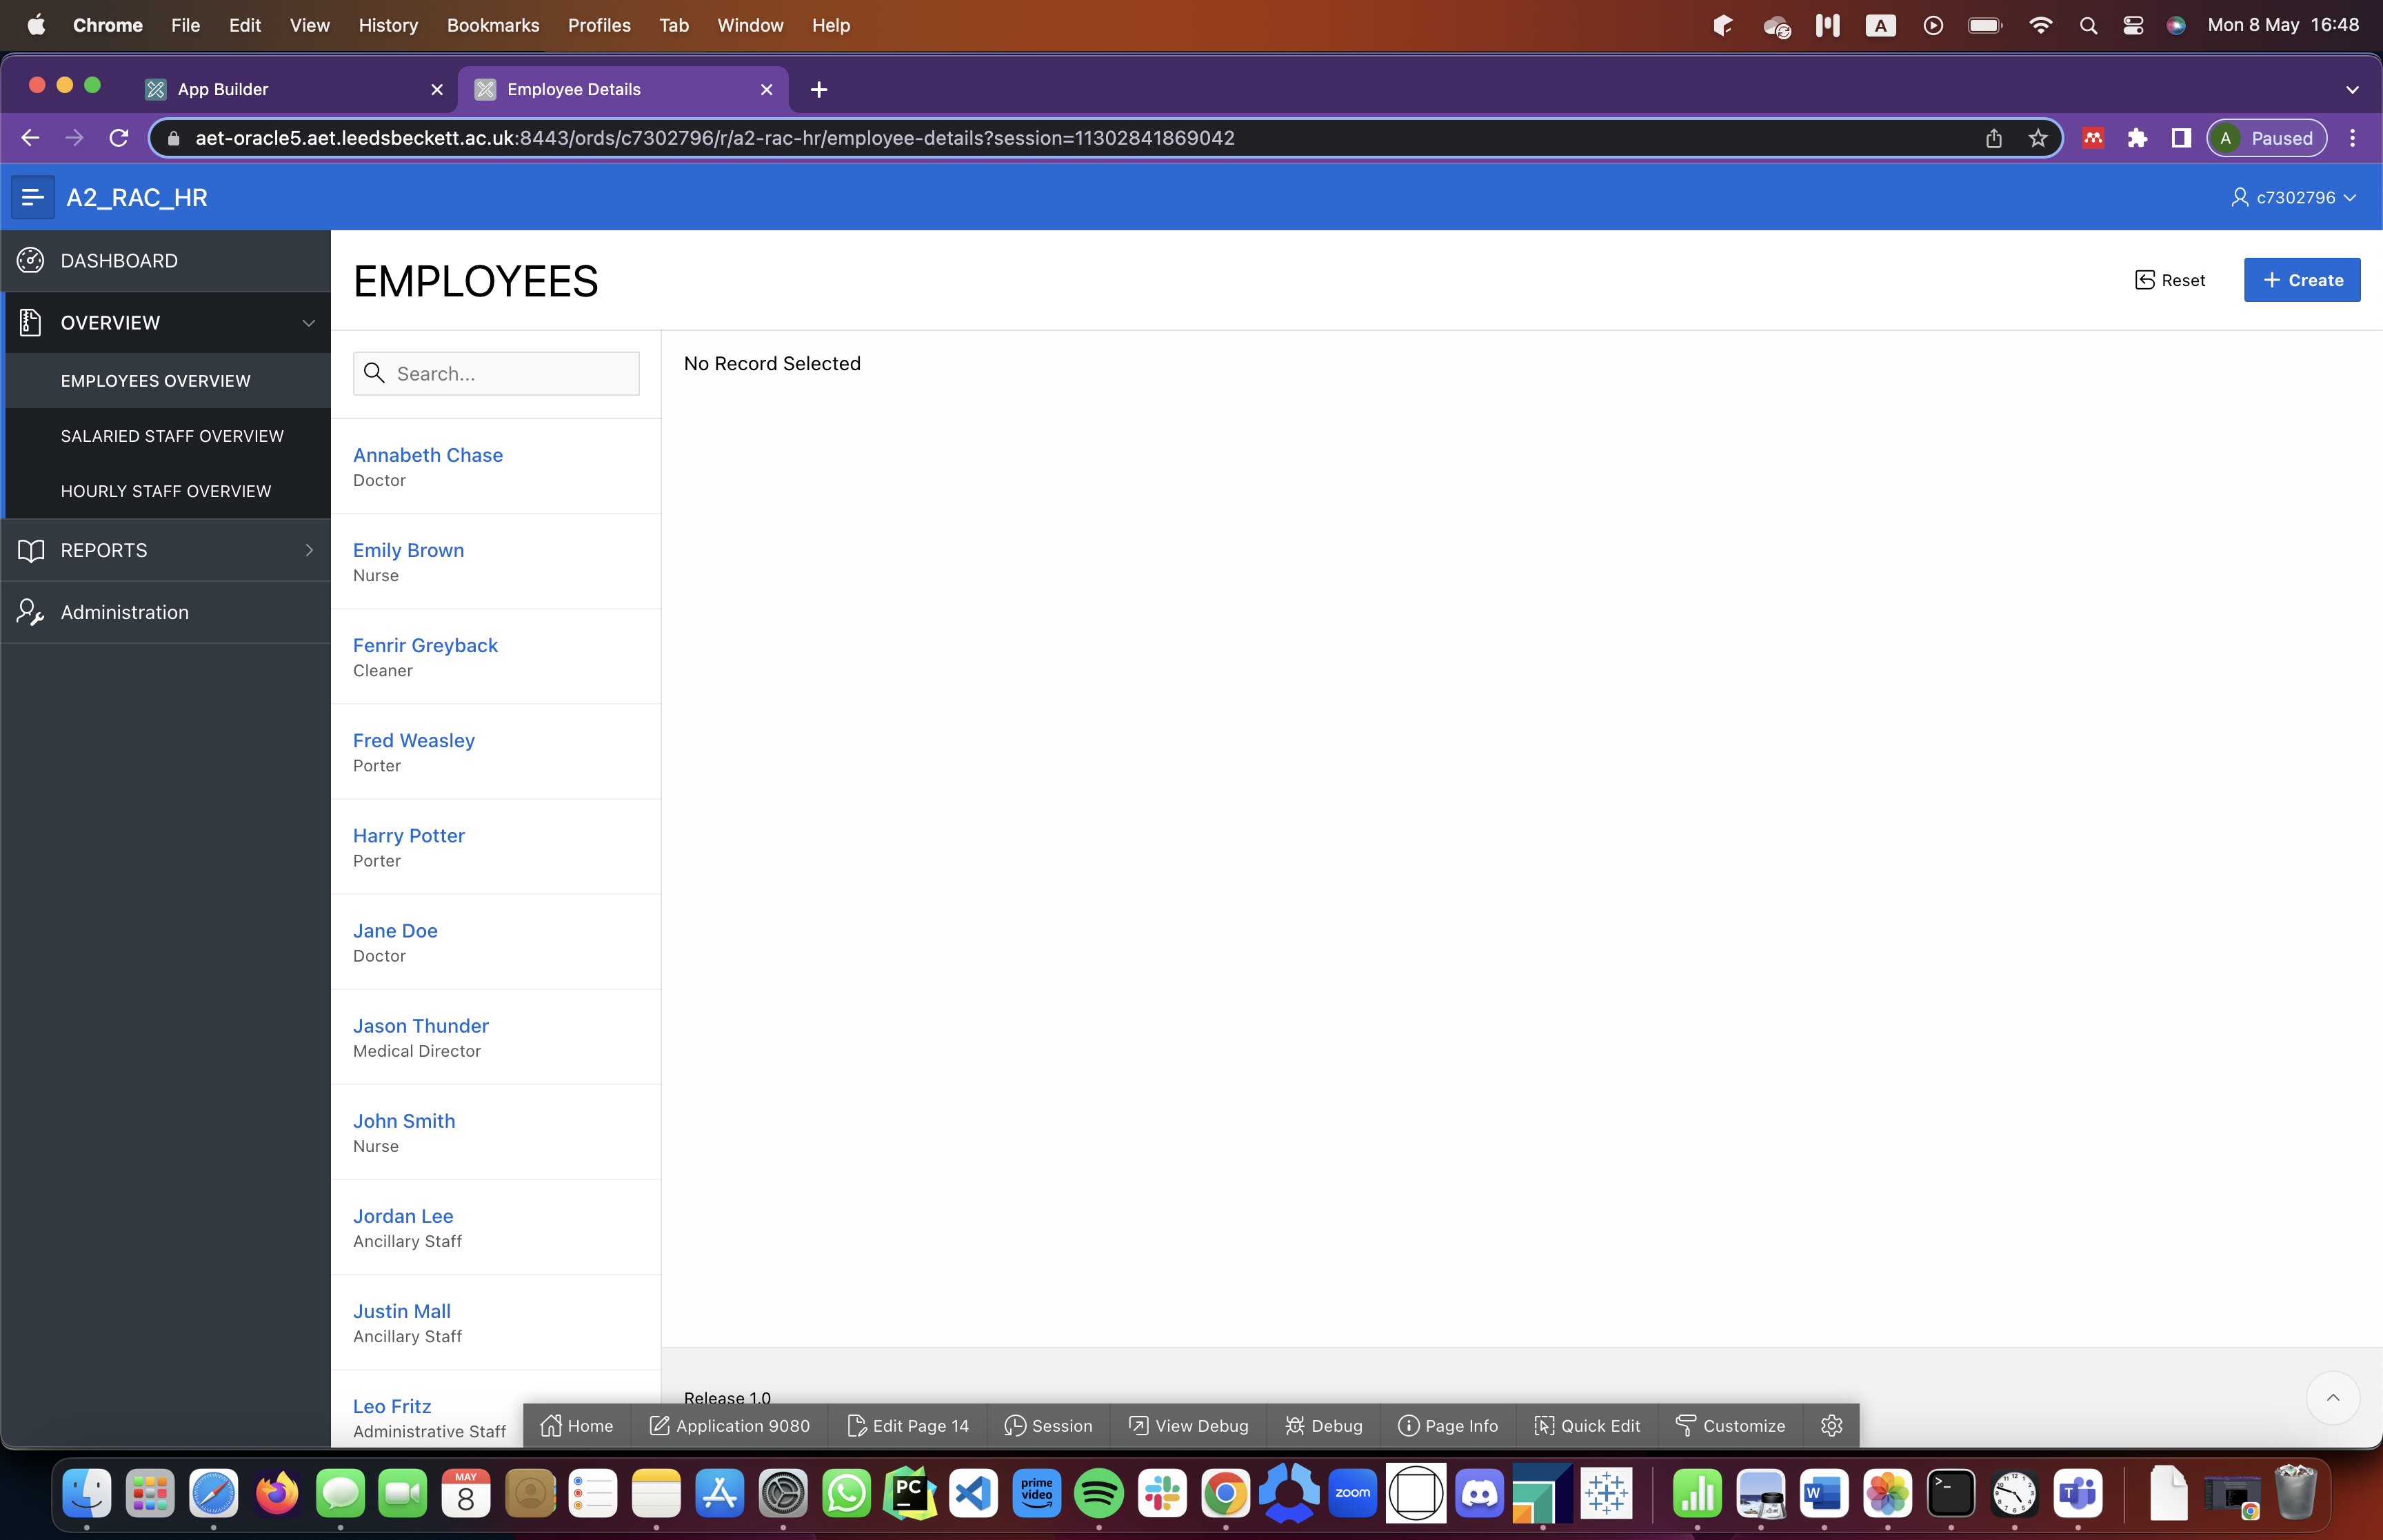 Chrome File Edit View History Bookmarks Profiles Tab Window Help A Mon 8 May 16:48
App Builder Employee Details
aet-oracle5.aet.leedsbeckett.ac.uk:8443/ords/c7302796/r/a2-rac-hr/employee-details?session=11302841869042 A Paused
A2_RAC_HR c7302796
DASHBOARD
OVERVIEW
EMPLOYEES OVERVIEW
SALARIED STAFF OVERVIEW
HOURLY STAFF OVERVIEW
REPORTS
Administration
EMPLOYEES Reset Create
Search...
No Record Selected
Annabeth Chase
Doctor
Emily Brown
Nurse
Fenrir Greyback
Cleaner
Fred Weasley
Porter
Harry Potter
Porter
Jane Doe
Doctor
Jason Thunder
Medical Director
John Smith
Nurse
Jordan Lee
Ancillary Staff
Justin Mall
Ancillary Staff
Leo Fritz
Administrative Staff
Release 1.0
Home Application 9080 Edit Page 14 Session View Debug Debug Page Info Quick Edit Customize
MAY
8
PC
prime video
zoom
W
T